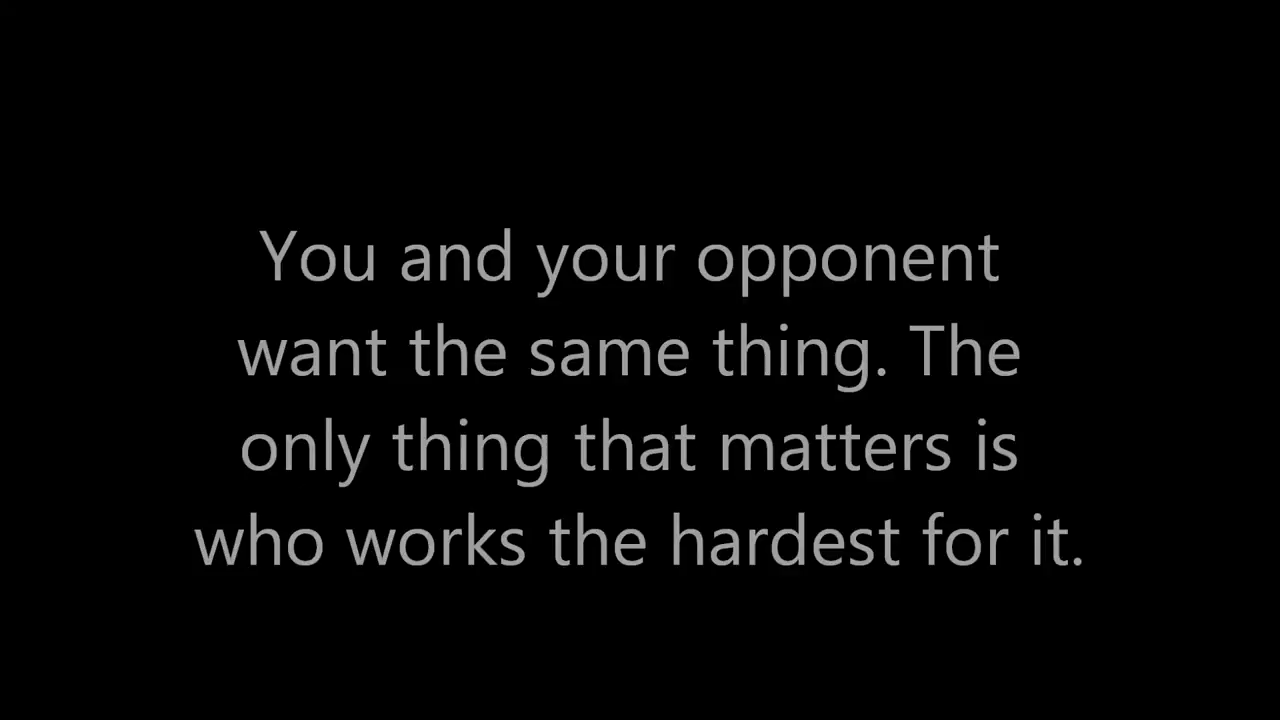 You and your opponent
want the same thing. The
only thing that matters is
who works the hardest for it.